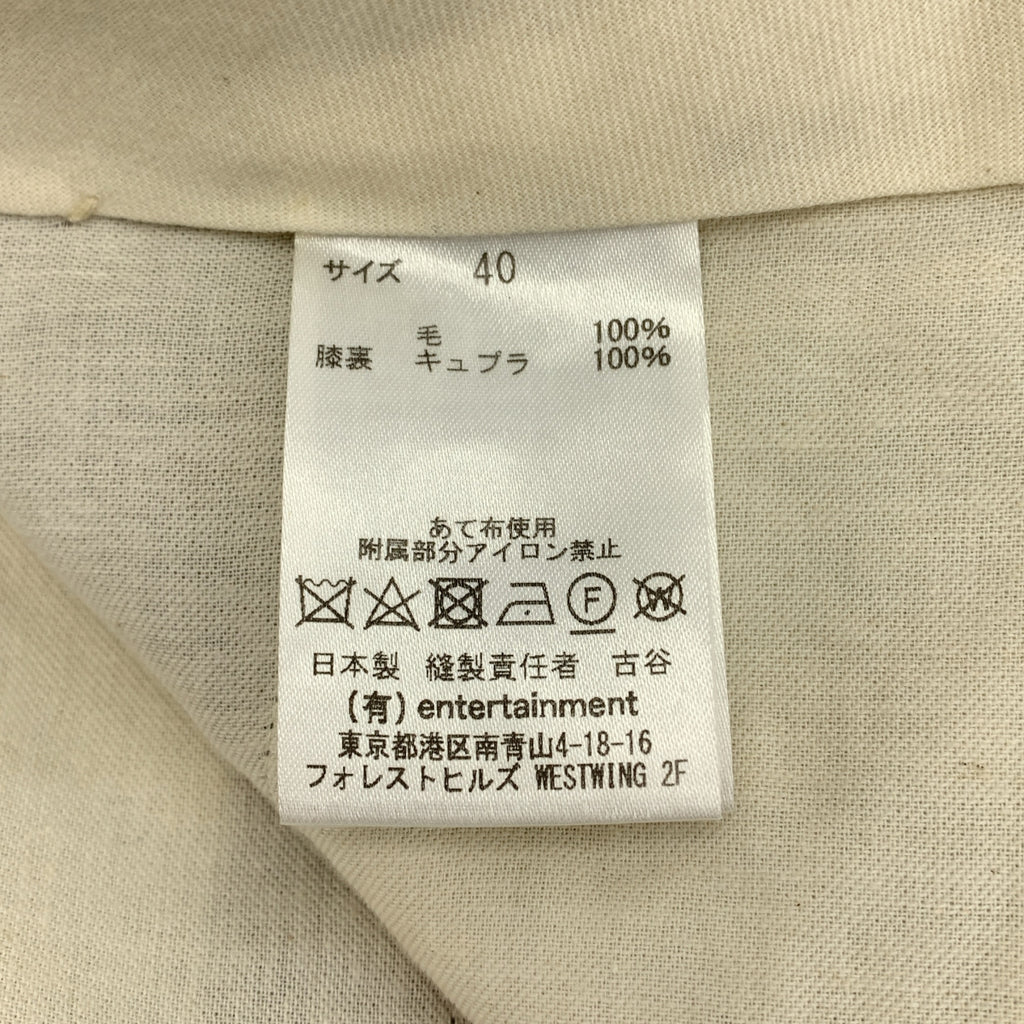 サイズ 40
毛 100%
膝裏 キュプラ 100%
あて布使用
附属部分アイロン禁止
F W
日本製 縫製責任者 古谷
(有) entertainment
東京都港区南青山4-18-16
フォレストヒルズ WESTWING 2F